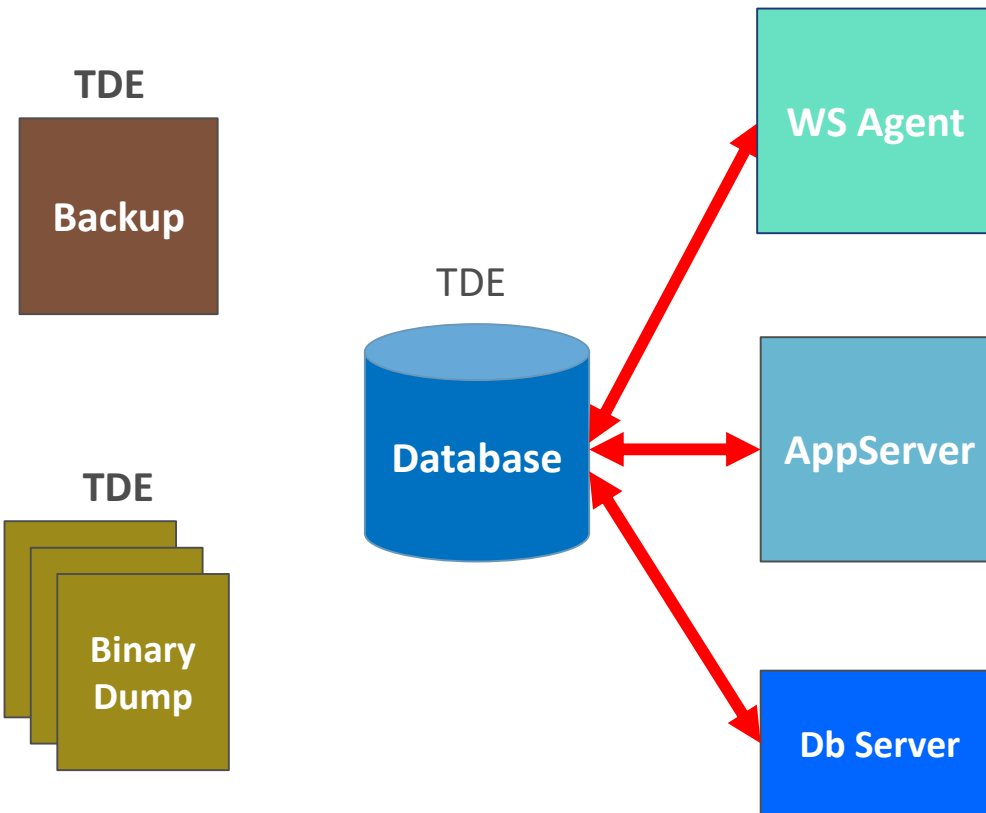 TDE
Backup
TDE
Binary
Dump
TDE
Database
WS Agent
AppServer
Db Server